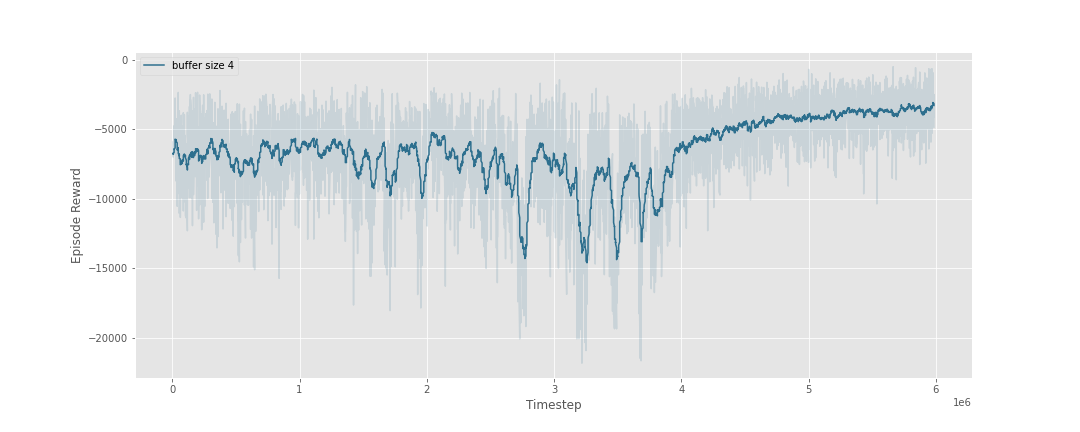 buffer size 4
Episode Reward
0
−5000
−10000
−15000
−20000
0 1 2 3 4 5 6
1e6
Timestep